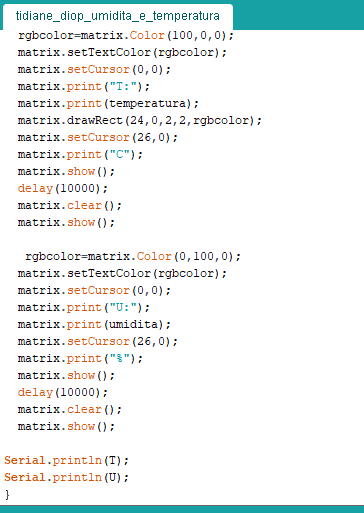 tidiane_diop_umidita_e_temperatura
rgbcolor=matrix.Color(100,0,0);
matrix.setTextColor(rgbcolor);
matrix.setCursor(0,0);
matrix.print("T:");
matrix.print(temperatura);
matrix.drawRect(24,0,2,2,rgbcolor);
matrix.setCursor(26,0);
matrix.print("C");
matrix.show();
delay(10000);
matrix.clear();
matrix.show();
rgbcolor=matrix.Color(0,100,0);
matrix.setTextColor(rgbcolor);
matrix.setCursor(0,0);
matrix.print("U:");
matrix.print(umidita);
matrix.setCursor(26,0);
matrix.print("%");
matrix.show();
delay(10000);
matrix.clear();
matrix.show();
Serial.println(T);
Serial.println(U);
}